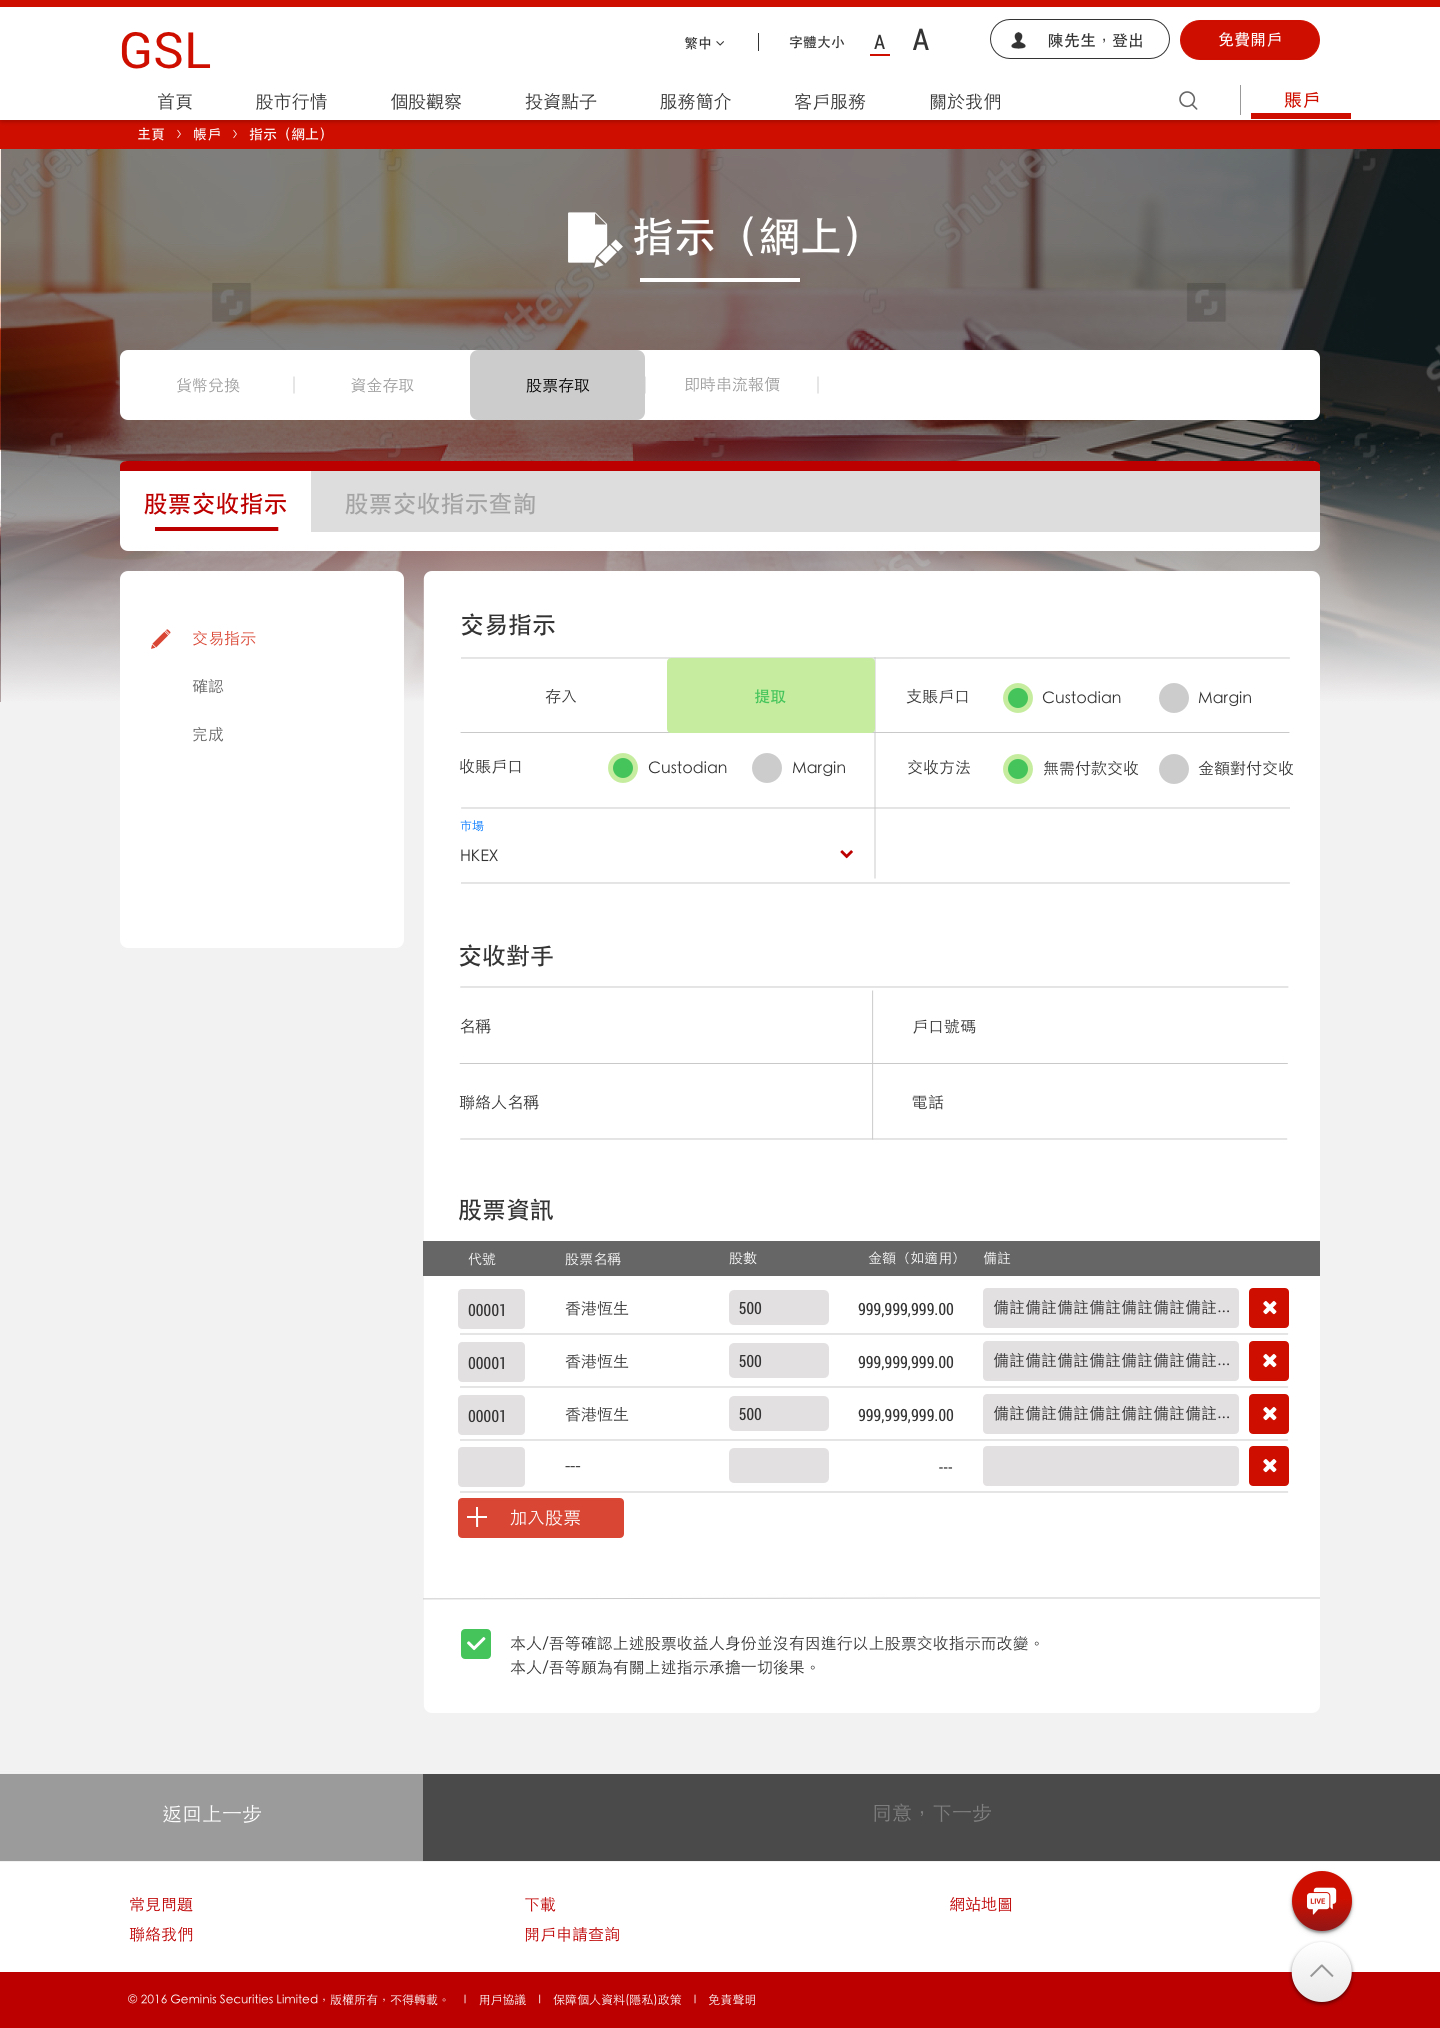 GSL
繁中
字體大小
A
A
陳先生，登出
免費開戶
首頁
股市行情
個股觀察
投資點子
服務簡介
客戶服務
關於我們
賬戶
主頁 〉 帳戶 〉 指示（網上）
指示（網上）
貨幣兌換
資金存取
股票存取
即時串流報價
股票交收指示
股票交收指示查詢
交易指示
確認
完成
交易指示
存入
提取
支賬戶口
Custodian
Margin
收賬戶口
Custodian
Margin
交收方法
無需付款交收
金額對付交收
市場
HKEX
交收對手
名稱
戶口號碼
聯絡人名稱
電話
股票資訊
代號 股票名稱 股數 金額（如適用） 備註
00001 香港恆生 500 999,999,999.00 備註備註備註備註備註備註備註...
00001 香港恆生 500 999,999,999.00 備註備註備註備註備註備註備註...
00001 香港恆生 500 999,999,999.00 備註備註備註備註備註備註備註...
--- ---
加入股票
本人/吾等確認上述股票收益人身份並沒有因進行以上股票交收指示而改變。
本人/吾等願為有關上述指示承擔一切後果。
返回上一步
同意，下一步
常見問題
下載
網站地圖
聯絡我們
開戶申請查詢
LIVE
© 2016 Geminis Securities Limited，版權所有，不得轉載。 | 用戶協議 | 保障個人資料(隱私)政策 | 免責聲明